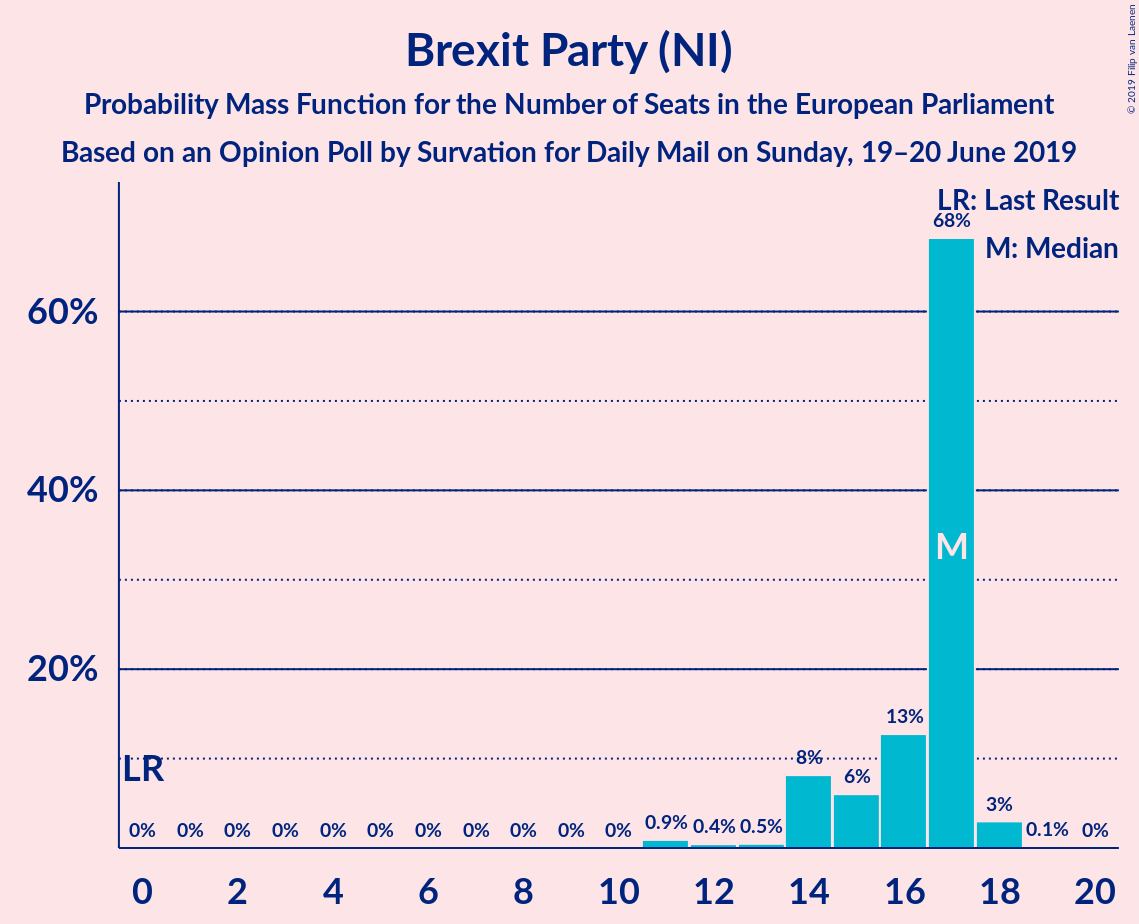 Brexit Party (NI)
Probability Mass Function for the Number of Seats in the European Parliament
Based on an Opinion Poll by Survation for Daily Mail on Sunday, 19–20 June 2019
© 2019 Filip van Laenen
LR: Last Result
M: Median
60%
40%
20%
LR
0% 0% 0% 0% 0% 0% 0% 0% 0% 0% 0% 0.9% 0.4% 0.5% 8% 6% 13% 68% 3% 0.1% 0%
M
0 2 4 6 8 10 12 14 16 18 20